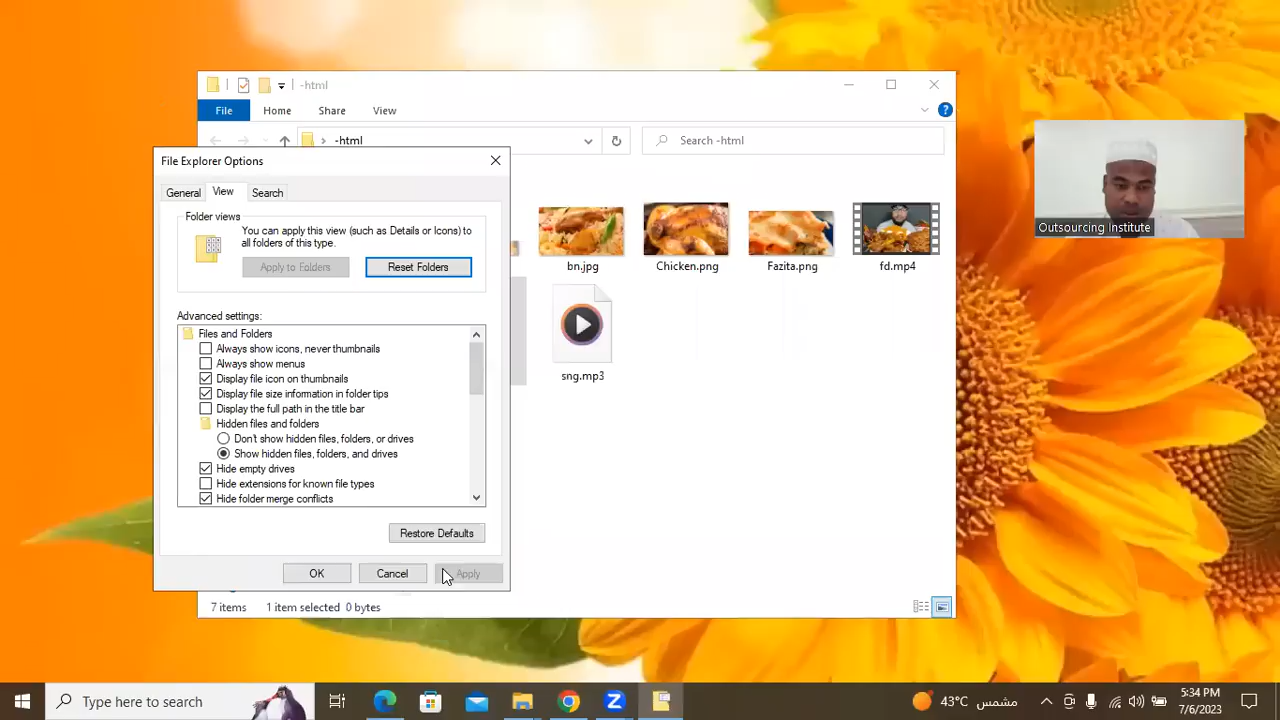 -html
File
Home
Share
View
-html
Search -html
File Explorer Options
General
View
Search
Folder views
You can apply this view (such as Details or Icons) to
all folders of this type.
Apply to Folders
Reset Folders
Advanced settings:
Files and Folders
Always show icons, never thumbnails
Always show menus
Display file icon on thumbnails
Display file size information in folder tips
Display the full path in the title bar
Hidden files and folders
Don't show hidden files, folders, or drives
Show hidden files, folders, and drives
Hide empty drives
Hide extensions for known file types
Hide folder merge conflicts
Restore Defaults
OK
Cancel
Apply
bn.jpg
Chicken.png
Fazita.png
fd.mp4
sng.mp3
7 items
1 item selected 0 bytes
Outsourcing Institute
Type here to search
43°C مشمس
5:34 PM
7/6/2023